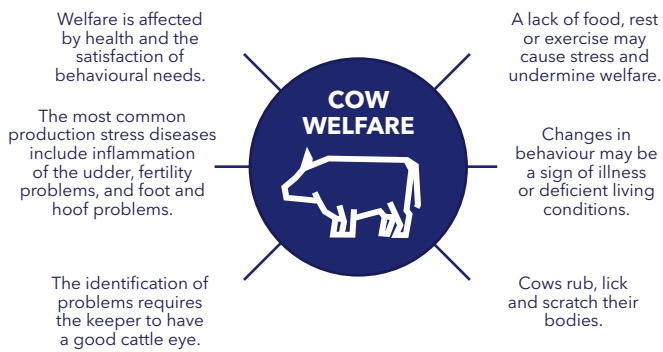 Welfare is affected
by health and the
satisfaction of
behavioural needs.
The most common
production stress diseases
include inflammation
of the udder, fertility
problems, and foot and
hoof problems.
The identification of
problems requires
the keeper to have
a good cattle eye.
COW
WELFARE
A lack of food, rest
or exercise may
cause stress and
undermine welfare.
Changes in
behaviour may be
a sign of illness
or deficient living
conditions.
Cows rub, lick
and scratch their
bodies.